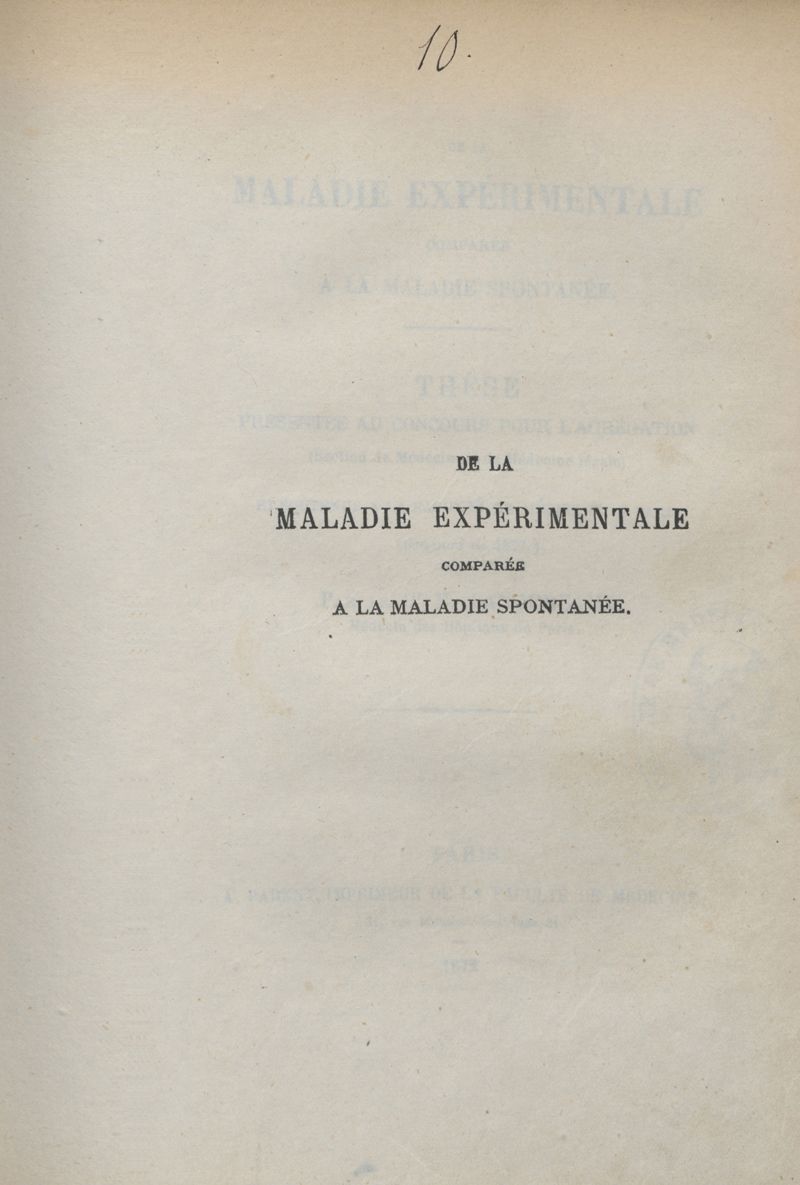 10.
DE LA
MALADIE EXPÉRIMENTALE
COMPARÉE
A LA MALADIE SPONTANÉE.